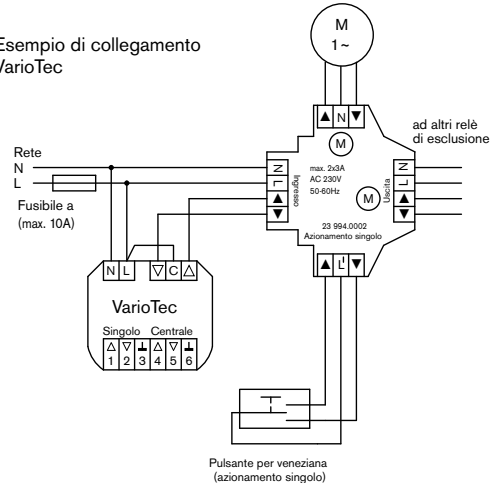 Esempio di collegamento
VarioTec
M
1~
▲ N ▼
M
ad altri relè
di esclusione
Rete
N
L
Fusibile a
(max. 10A)
N
L
▲
▼
Ingresso
max. 2x3A
AC 230V
50-60Hz
M
Uscita
N
L
▲
▼
23 994.0002
Azionamento singolo
▲ L' ▼
N L ▽ C △
VarioTec
Singolo Centrale
△ ▽ ⊥ △ ▽ ⊥
1 2 3 4 5 6
Pulsante per veneziana
(azionamento singolo)